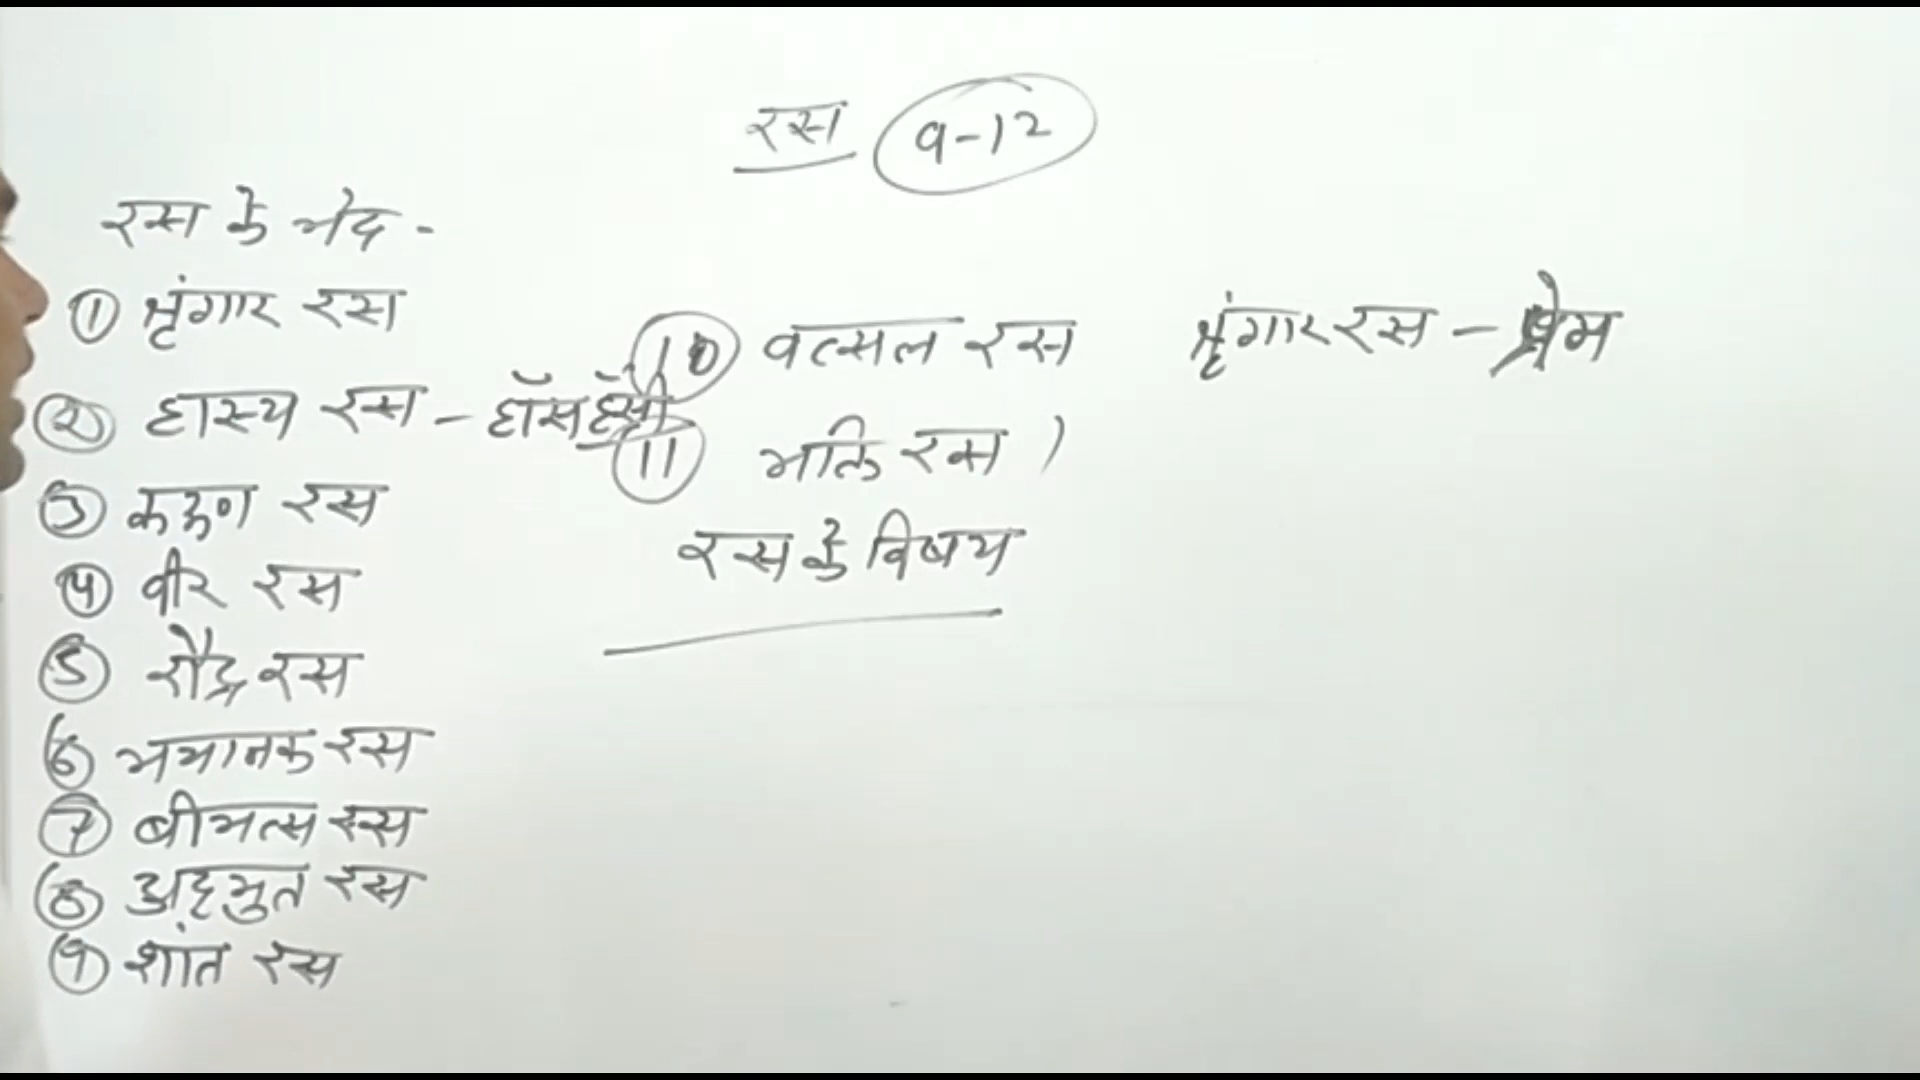 रस 9-12
रस के भेद -
① श्रृंगार रस
② हास्य रस - हॉस हँसी
③ करूण रस
④ वीर रस
⑤ रौद्र रस
⑥ भयानक रस
⑦ बीभत्स रस
⑧ अद्भुत रस
⑨ शांत रस
⑩ वत्सल रस
⑪ भक्ति रस )
रस के विषय
श्रृंगार रस - प्रेम